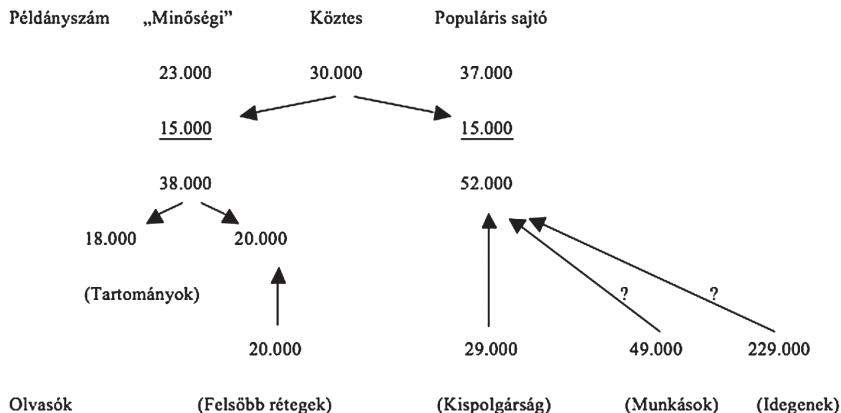 Példányszám „Minőségi” Köztes Populáris sajtó
23.000 30.000 37.000
15.000 15.000
38.000 52.000
18.000 20.000
(Tartományok)
? ?
20.000 29.000 49.000 229.000
Olvasók (Felsöbb rétegek) (Kispolgárság) (Munkások) (Idegenek)